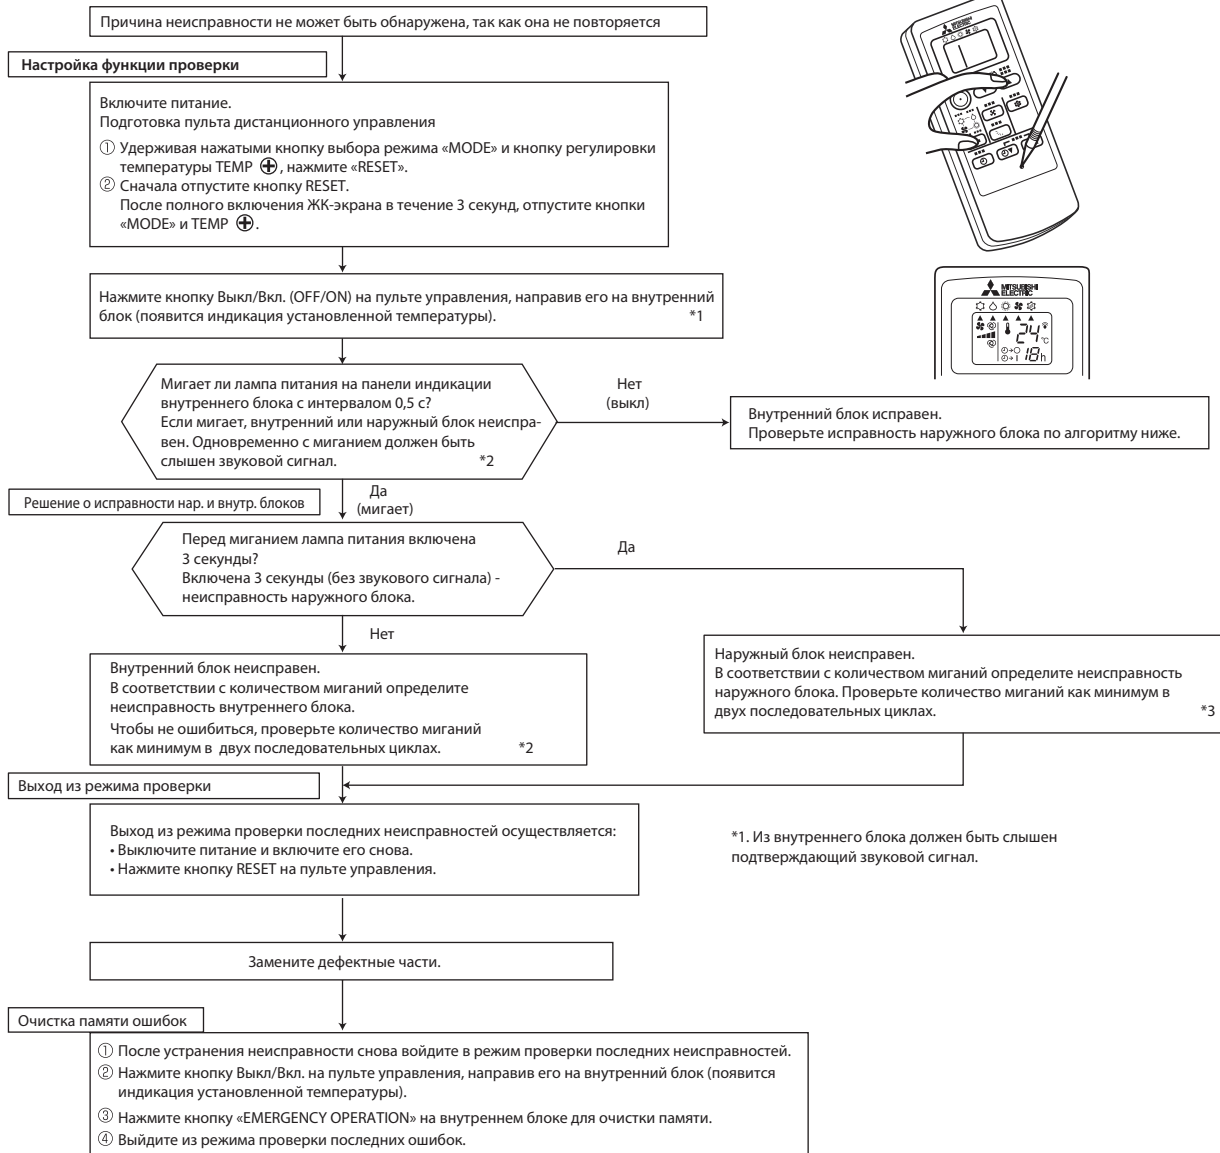 Причина неисправности не может быть обнаружена, так как она не повторяется
Настройка функции проверки
Включите питание.
Подготовка пульта дистанционного управления
① Удерживая нажатыми кнопку выбора режима «MODE» и кнопку регулировки
температуры TEMP ⊕, нажмите «RESET».
② Сначала отпустите кнопку RESET.
После полного включения ЖК-экрана в течение 3 секунд, отпустите кнопки
«MODE» и TEMP ⊕.
MITSUBISHI
ELECTRIC
Нажмите кнопку Выкл/Вкл. (OFF/ON) на пульте управления, направив его на внутренний
блок (появится индикация установленной температуры). *1
MITSUBISHI
ELECTRIC
24 °C
18 h
Мигает ли лампа питания на панели индикации
внутреннего блока с интервалом 0,5 с?
Если мигает, внутренний или наружный блок неиспра-
вен. Одновременно с миганием должен быть
слышен звуковой сигнал. *2
Нет
(выкл)
Внутренний блок исправен.
Проверьте исправность наружного блока по алгоритму ниже.
Решение о исправности нар. и внутр. блоков
Да
(мигает)
Перед миганием лампа питания включена
3 секунды?
Включена 3 секунды (без звукового сигнала) -
неисправность наружного блока.
Да
Нет
Внутренний блок неисправен.
В соответствии с количеством миганий определите
неисправность внутреннего блока.
Чтобы не ошибиться, проверьте количество миганий
как минимум в двух последовательных циклах. *2
Наружный блок неисправен.
В соответствии с количеством миганий определите неисправность
наружного блока. Проверьте количество миганий как минимум в
двух последовательных циклах. *3
Выход из режима проверки
Выход из режима проверки последних неисправностей осуществляется:
• Выключите питание и включите его снова.
• Нажмите кнопку RESET на пульте управления.
*1. Из внутреннего блока должен быть слышен
подтверждающий звуковой сигнал.
Замените дефектные части.
Очистка памяти ошибок
① После устранения неисправности снова войдите в режим проверки последних неисправностей.
② Нажмите кнопку Выкл/Вкл. на пульте управления, направив его на внутренний блок (появится
индикация установленной температуры).
③ Нажмите кнопку «EMERGENCY OPERATION» на внутреннем блоке для очистки памяти.
④ Выйдите из режима проверки последних ошибок.